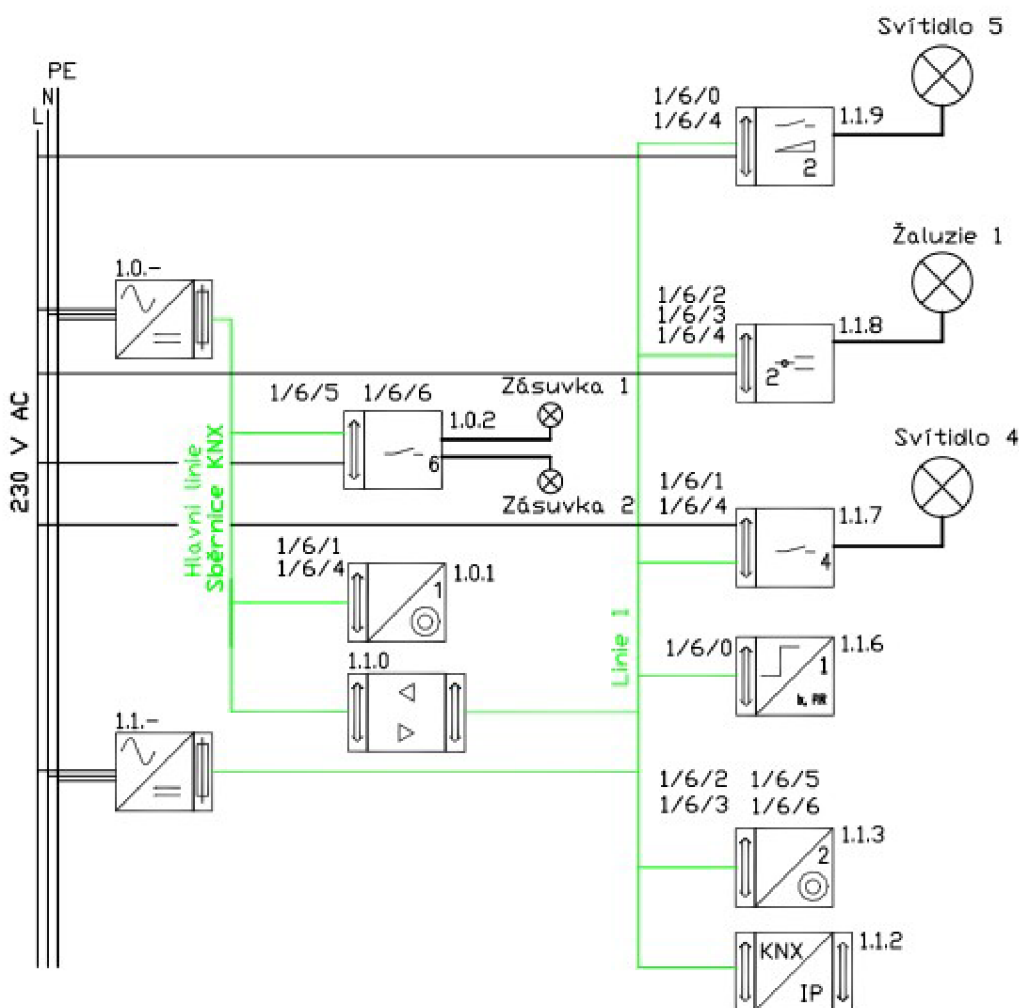 Svítidlo 5
PE
N
L
1/6/0
1/6/4
1.1.9
2
Žaluzie 1
1.0.-
1/6/2
1/6/3
1/6/4
1.1.8
2
230 V AC
Hlavní linie
Sběrnice KNX
1/6/5 1/6/6
1.0.2
6
Zásuvka 1
Zásuvka 2
Svítidlo 4
1/6/1
1/6/4
1.1.7
4
1/6/1
1/6/4
1.0.1
1
Linie 1
1/6/0
1.1.6
1
1.1.0
1.1.-
1/6/2 1/6/5
1/6/3 1/6/6
1.1.3
2
1.1.2
KNX
IP